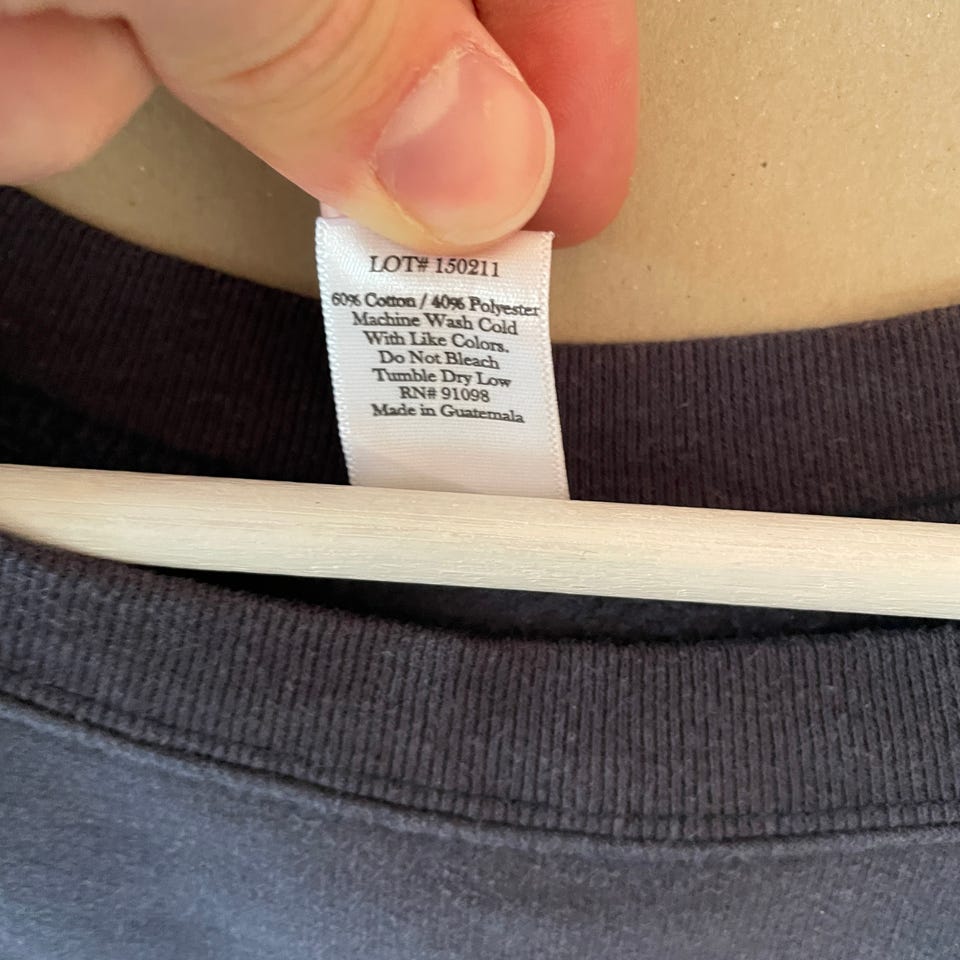 LOT# 150211
60% Cotton / 40% Polyester
Machine Wash Cold
With Like Colors.
Do Not Bleach
Tumble Dry Low
RN# 91098
Made in Guatemala